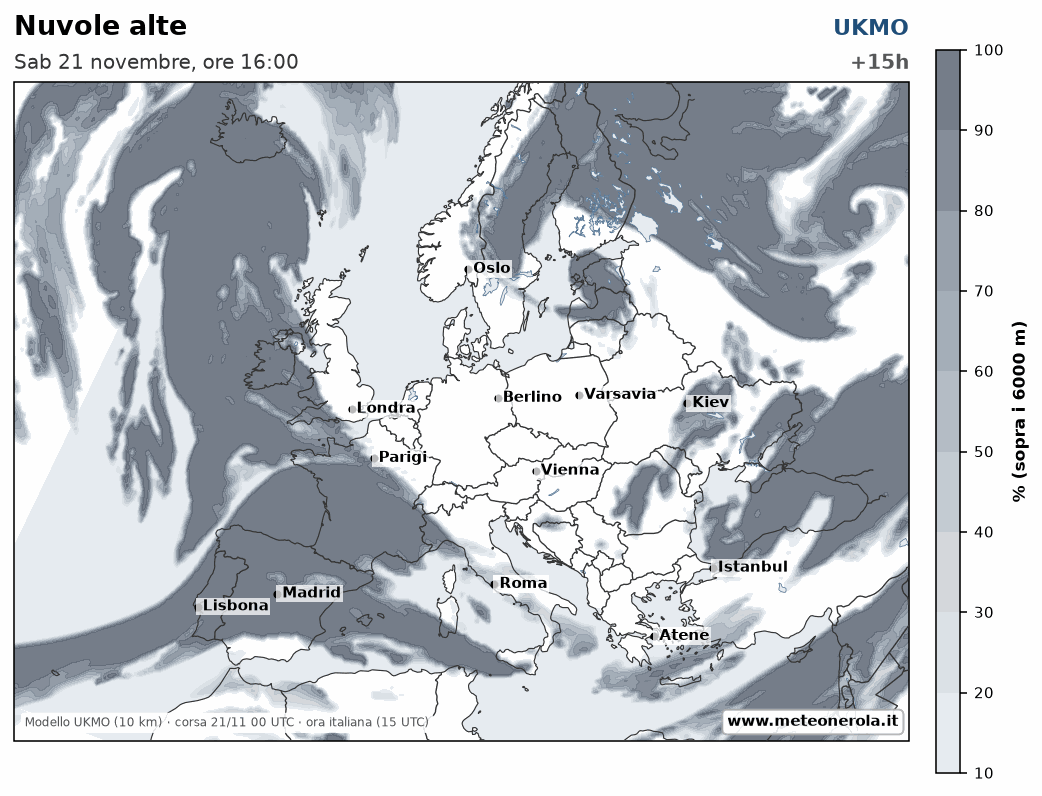 Nuvole alte
UKMO
Sab 21 novembre, ore 16:00
+15h
100
90
80
70
60
50
40
30
20
10
% (sopra i 6000 m)
Oslo
Londra
Berlino
Varsavia
Kiev
Parigi
Vienna
Istanbul
Roma
Madrid
Lisbona
Atene
Modello UKMO (10 km) · corsa 21/11 00 UTC · ora italiana (15 UTC)
www.meteonerola.it